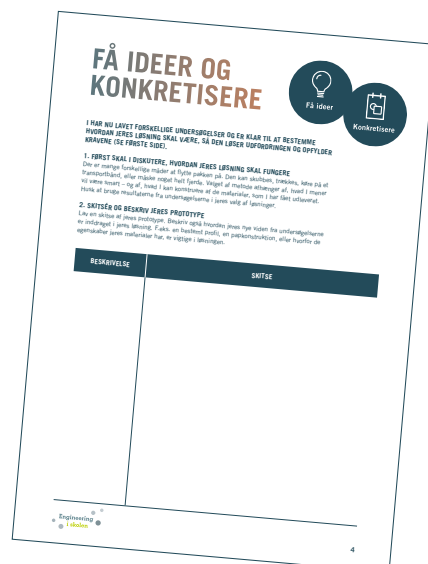 FÅ IDEER OG
KONKRETISERE
Få ideer
Konkretisere
I HAR NU LAVET FORSKELLIGE UNDERSØGELSER OG ER KLAR TIL AT BESTEMME
HVORDAN JERES LØSNING SKAL VÆRE, SÅ DEN LØSER UDFORDRINGEN OG OPFYLDER
KRAVENE (SE FØRSTE SIDE).
1. FØRST SKAL I DISKUTERE, HVORDAN JERES LØSNING SKAL FUNGERE
Der er mange forskellige måder at flytte pakken på. Den kan skubbes, trækkes, køre på et
transportbånd, eller måske noget helt fjerde. Valget af metode afhænger af, hvad I mener
vil være smart – og af, hvad I kan konstruere af de materialer, som I har fået udleveret.
Husk at bruge resultaterne fra undersøgelserne i jeres valg af løsninger.
2. SKITSÉR OG BESKRIV JERES PROTOTYPE
Lav en skitse af jeres prototype. Beskriv også hvordan jeres nye viden fra undersøgelserne
er inddraget i jeres løsning. F.eks. en bestemt profil, en papkonstruktion, eller hvorfor de
egenskaber jeres materialer har, er vigtige i løsningen.
BESKRIVELSE
SKITSE
Engineering
i skolen
4